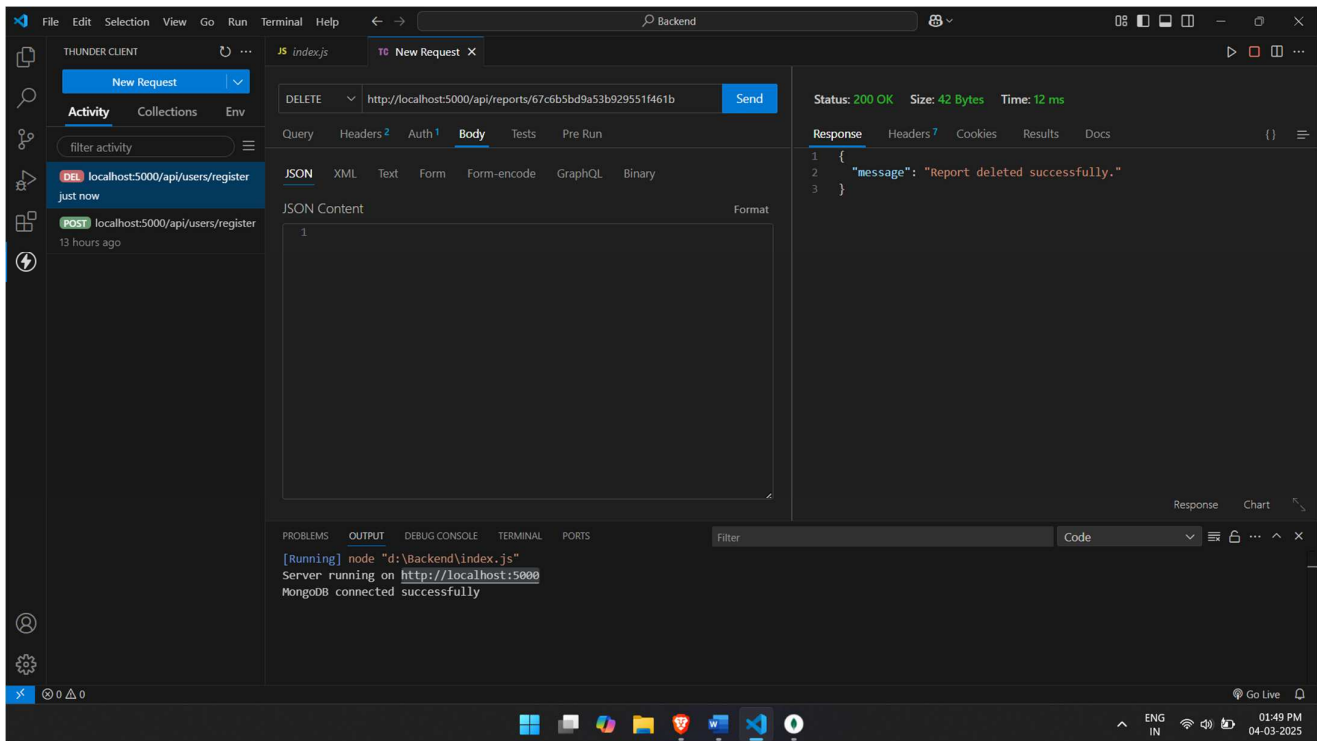 File Edit Selection View Go Run Terminal Help
Backend
THUNDER CLIENT
New Request
Activity Collections Env
filter activity
DEL localhost:5000/api/users/register
just now
POST localhost:5000/api/users/register
13 hours ago
JS index.js
TC New Request
DELETE http://localhost:5000/api/reports/67c6b5bd9a53b929551f461b Send
Query Headers 2 Auth 1 Body Tests Pre Run
JSON XML Text Form Form-encode GraphQL Binary
JSON Content Format
1
Status: 200 OK Size: 42 Bytes Time: 12 ms
Response Headers 7 Cookies Results Docs {}
1 {
2 "message": "Report deleted successfully."
3 }
Response Chart
PROBLEMS OUTPUT DEBUG CONSOLE TERMINAL PORTS Filter Code
[Running] node "d:\Backend\index.js"
Server running on http://localhost:5000
MongoDB connected successfully
0 0 Go Live
ENG 01:49 PM
IN 04-03-2025